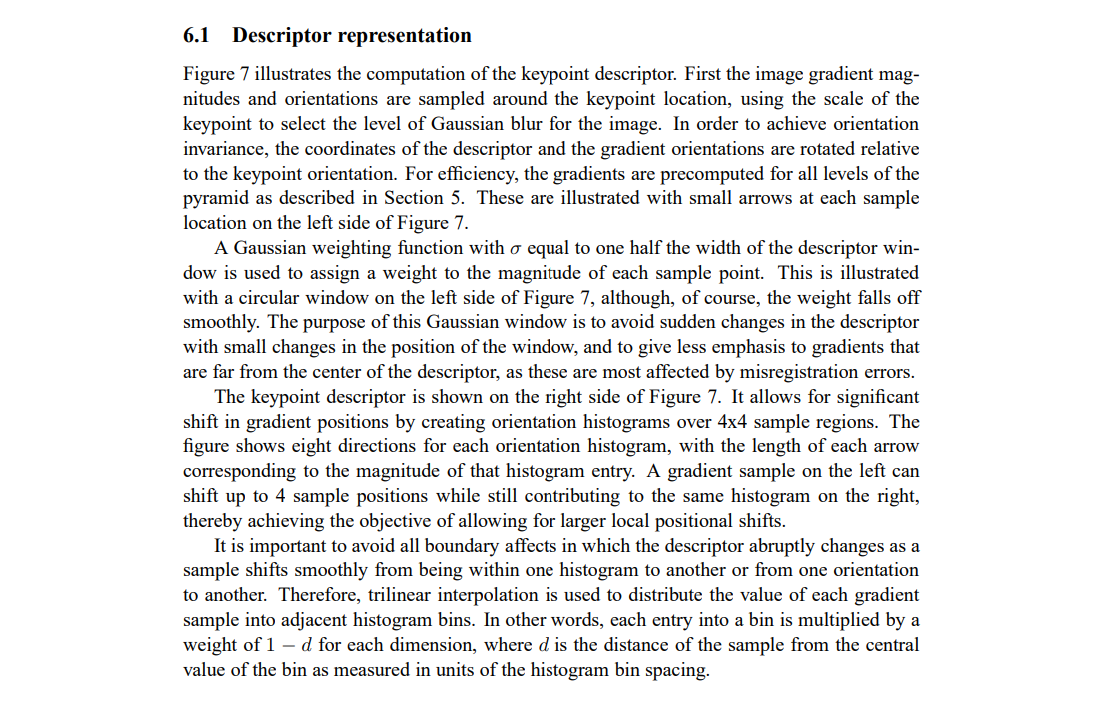 6.1 Descriptor representation
Figure 7 illustrates the computation of the keypoint descriptor. First the image gradient mag-
nitudes and orientations are sampled around the keypoint location, using the scale of the
keypoint to select the level of Gaussian blur for the image. In order to achieve orientation
invariance, the coordinates of the descriptor and the gradient orientations are rotated relative
to the keypoint orientation. For efficiency, the gradients are precomputed for all levels of the
pyramid as described in Section 5. These are illustrated with small arrows at each sample
location on the left side of Figure 7.
A Gaussian weighting function with σ equal to one half the width of the descriptor win-
dow is used to assign a weight to the magnitude of each sample point. This is illustrated
with a circular window on the left side of Figure 7, although, of course, the weight falls off
smoothly. The purpose of this Gaussian window is to avoid sudden changes in the descriptor
with small changes in the position of the window, and to give less emphasis to gradients that
are far from the center of the descriptor, as these are most affected by misregistration errors.
The keypoint descriptor is shown on the right side of Figure 7. It allows for significant
shift in gradient positions by creating orientation histograms over 4x4 sample regions. The
figure shows eight directions for each orientation histogram, with the length of each arrow
corresponding to the magnitude of that histogram entry. A gradient sample on the left can
shift up to 4 sample positions while still contributing to the same histogram on the right,
thereby achieving the objective of allowing for larger local positional shifts.
It is important to avoid all boundary affects in which the descriptor abruptly changes as a
sample shifts smoothly from being within one histogram to another or from one orientation
to another. Therefore, trilinear interpolation is used to distribute the value of each gradient
sample into adjacent histogram bins. In other words, each entry into a bin is multiplied by a
weight of 1 − d for each dimension, where d is the distance of the sample from the central
value of the bin as measured in units of the histogram bin spacing.